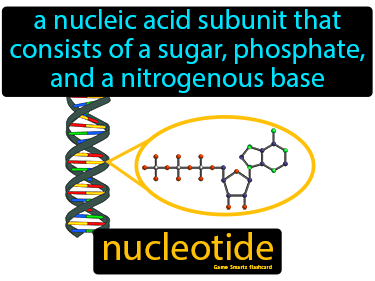 a nucleic acid subunit that
consists of a sugar, phosphate,
and a nitrogenous base
nucleotide
Game Smartz flashcard